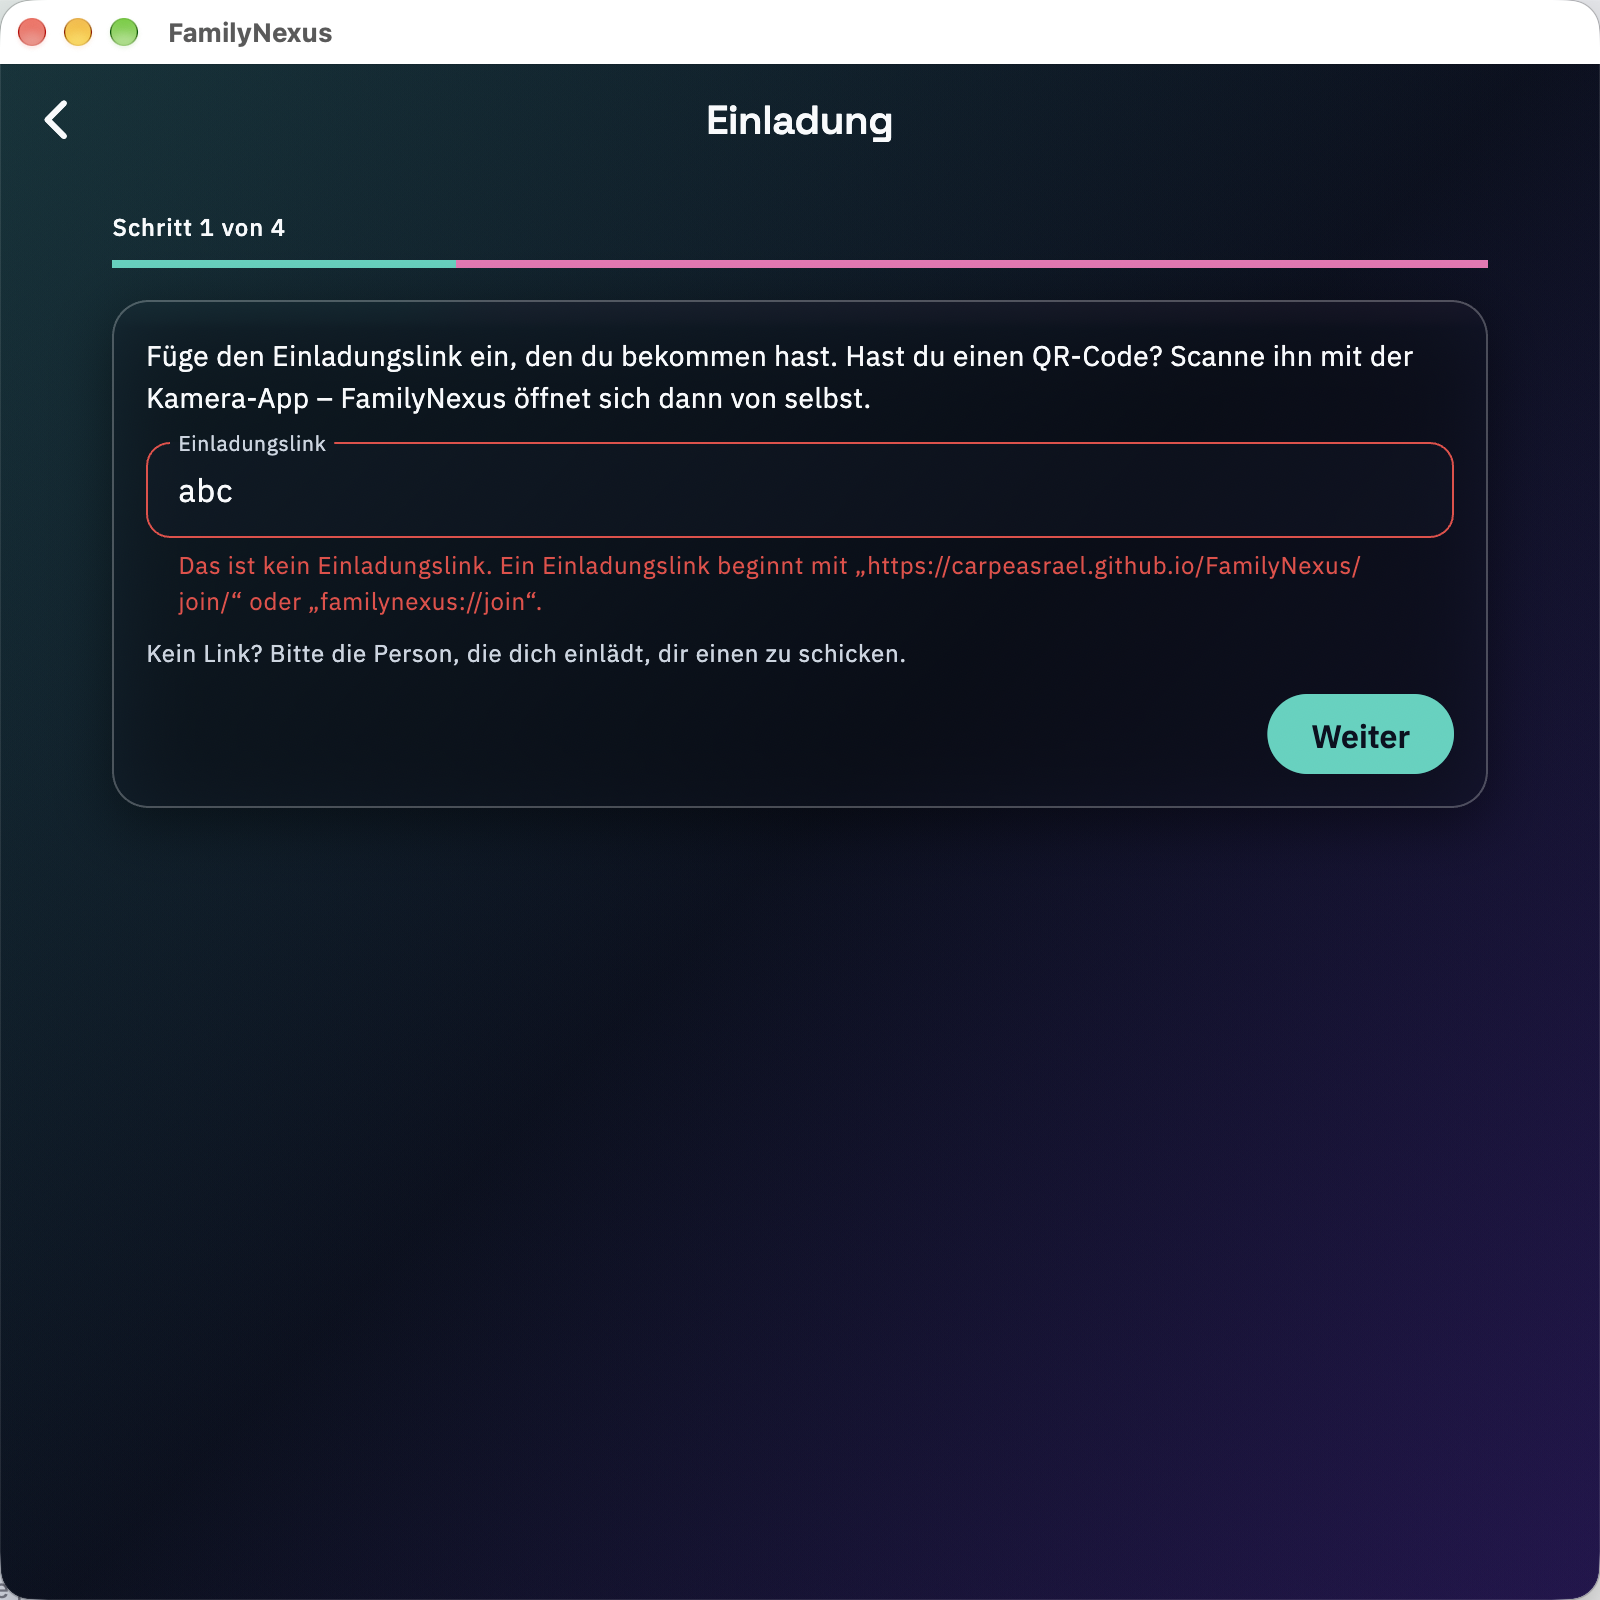 FamilyNexus
Einladung
Schritt 1 von 4
Füge den Einladungslink ein, den du bekommen hast. Hast du einen QR-Code? Scanne ihn mit der
Kamera-App – FamilyNexus öffnet sich dann von selbst.
Einladungslink
abc
Das ist kein Einladungslink. Ein Einladungslink beginnt mit „https://carpeasrael.github.io/FamilyNexus/
join/“ oder „familynexus://join“.
Kein Link? Bitte die Person, die dich einlädt, dir einen zu schicken.
Weiter